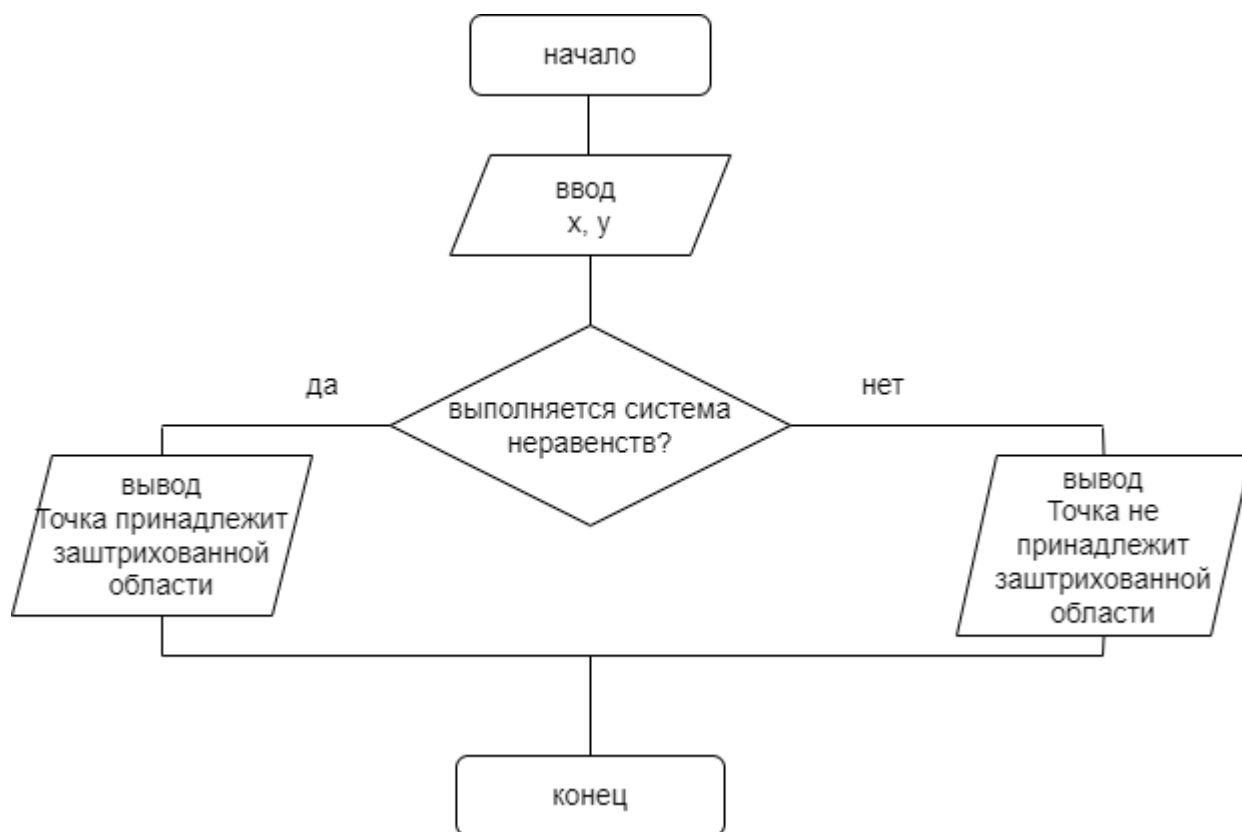 начало
ввод
x, y
да
нет
выполняется система
неравенств?
вывод
Точка принадлежит
заштрихованной
области
вывод
Точка не
принадлежит
заштрихованной
области
конец